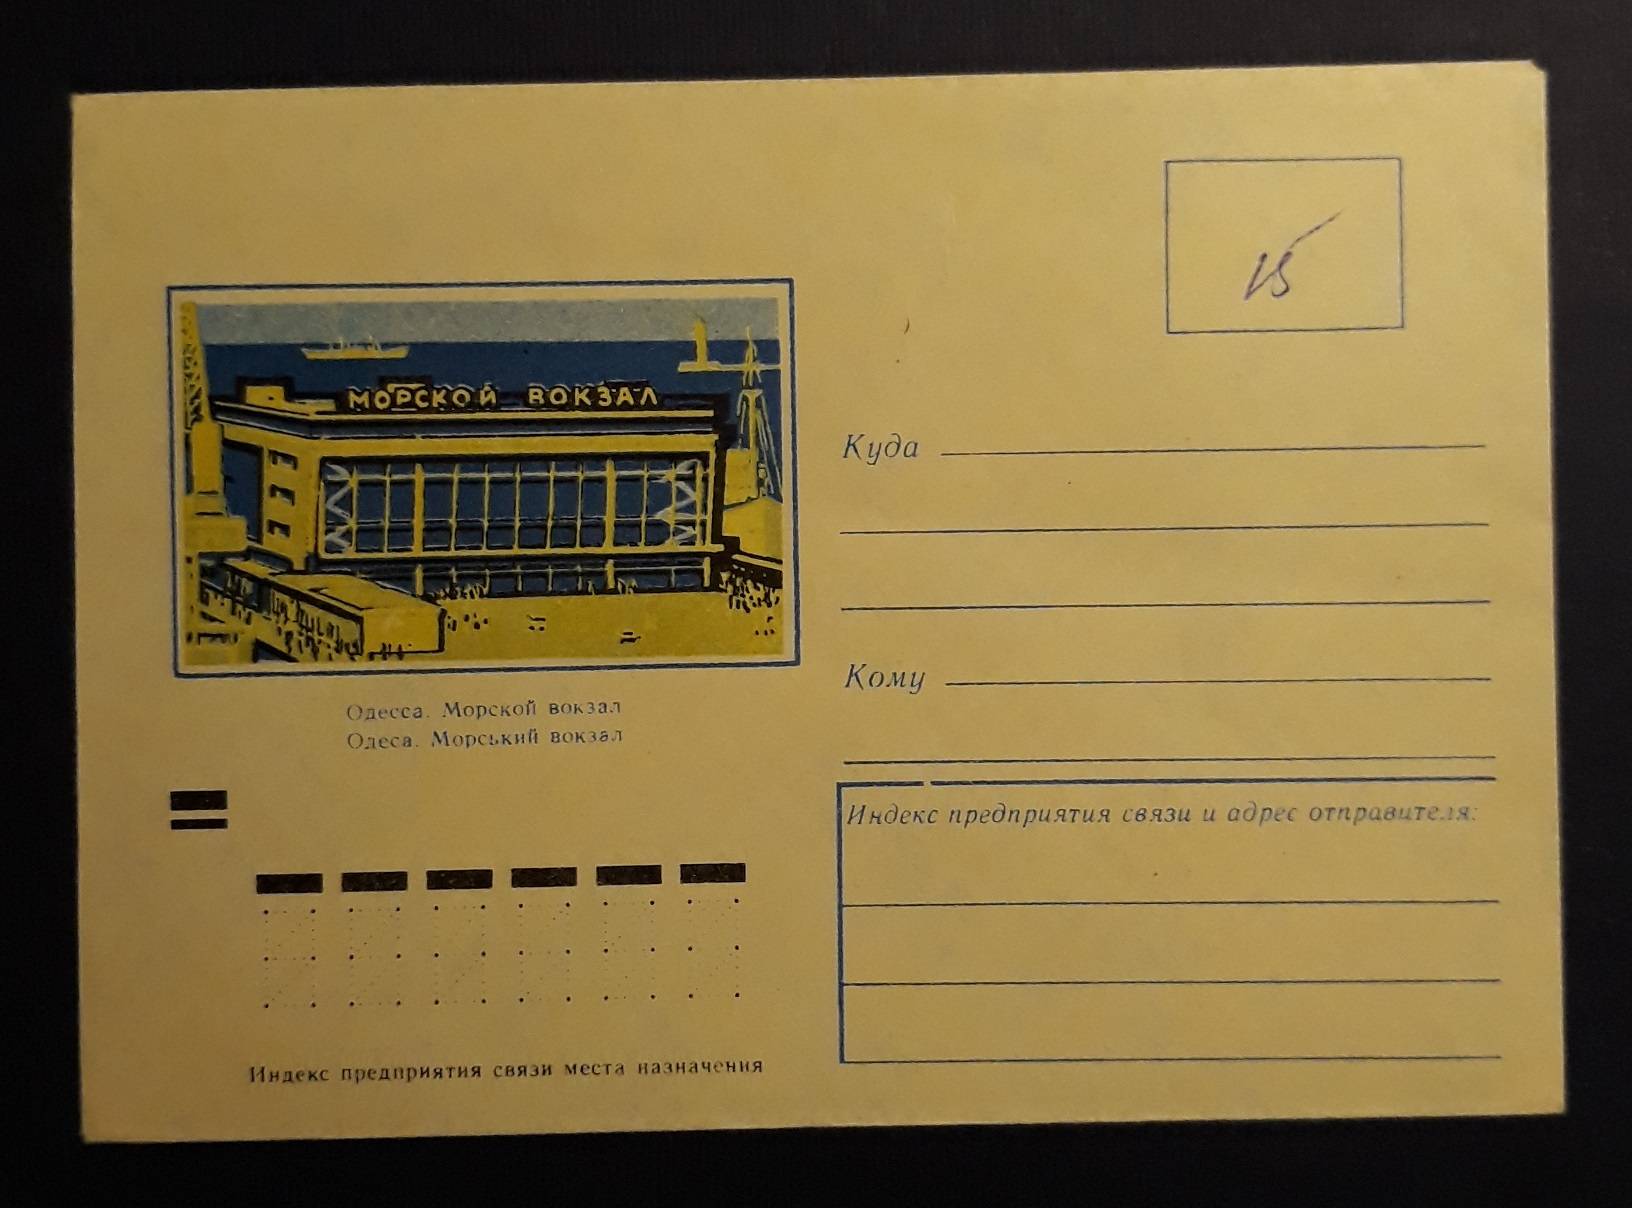 15
МОРСКОЙ ВОКЗАЛ
Одесса. Морской вокзал
Одеса. Морський вокзал
Куда
Кому
Индекс предприятия связи и адрес отправителя:
Индекс предприятия связи места назначения